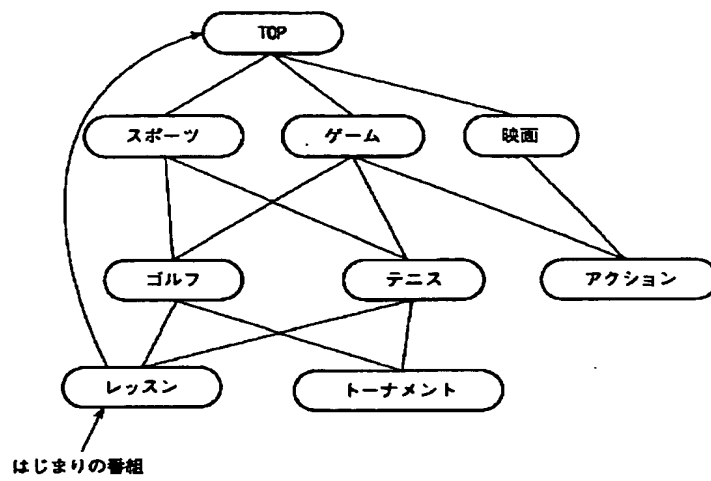 TOP
スポーツ
ゲーム
映画
ゴルフ
テニス
アクション
レッスン
トーナメント
はじまりの番組